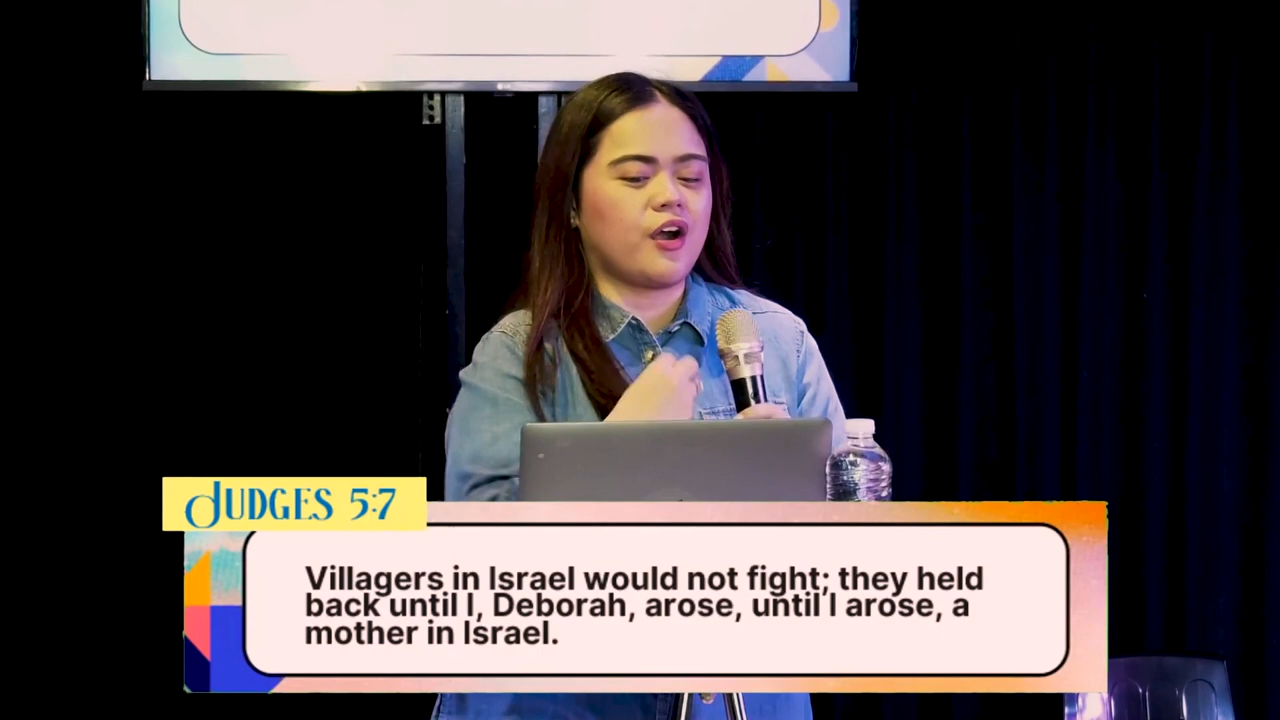 JUDGES 5:7
Villagers in Israel would not fight; they held
back until I, Deborah, arose, until I arose, a
mother in Israel.